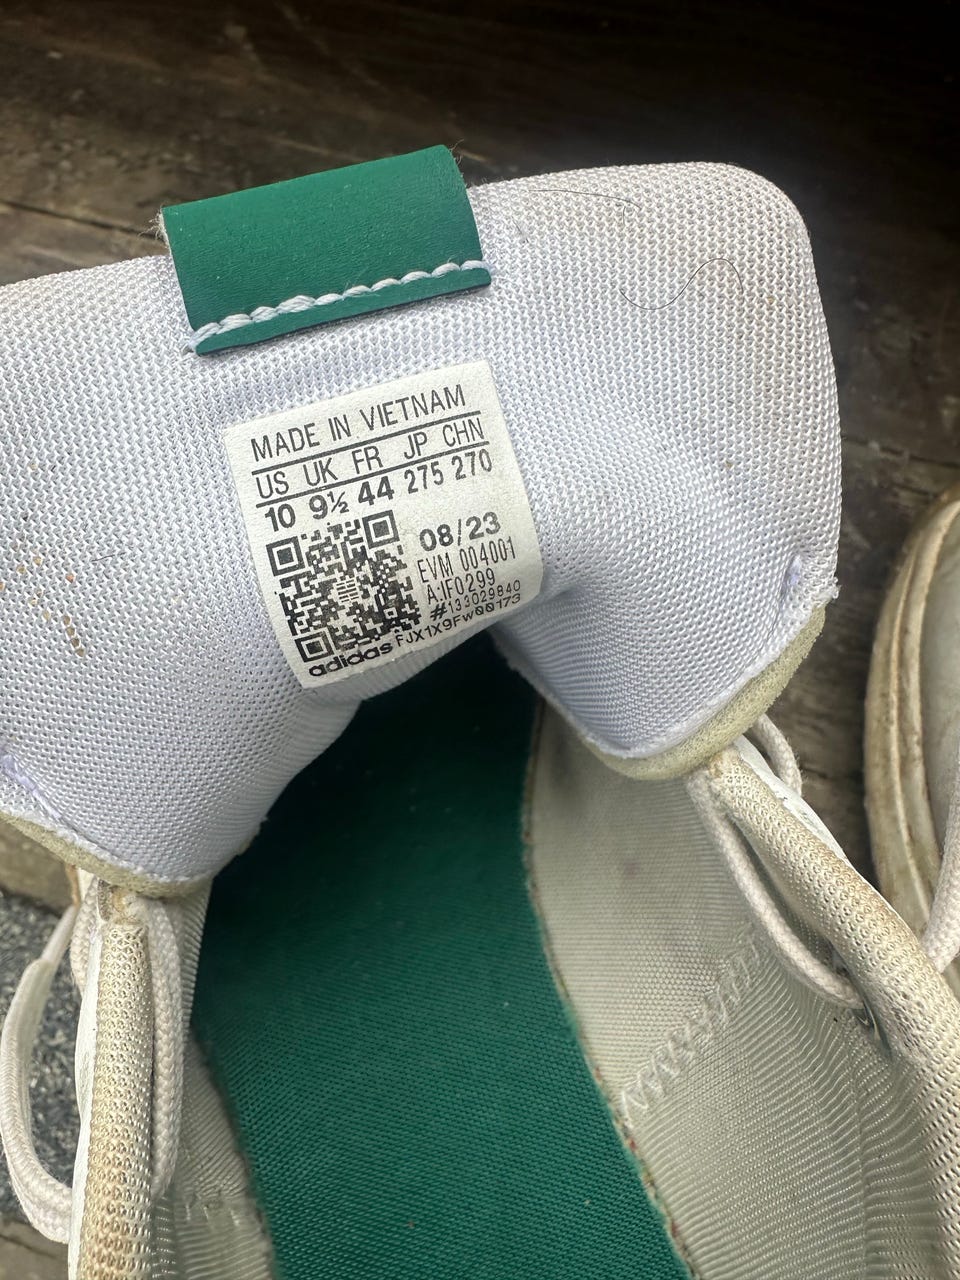 MADE IN VIETNAM
US UK FR JP CHN
10 9½ 44 275 270
08/23
EVM 004001
A:IF0299
#133029840
adidas FJX1X9Fw00173